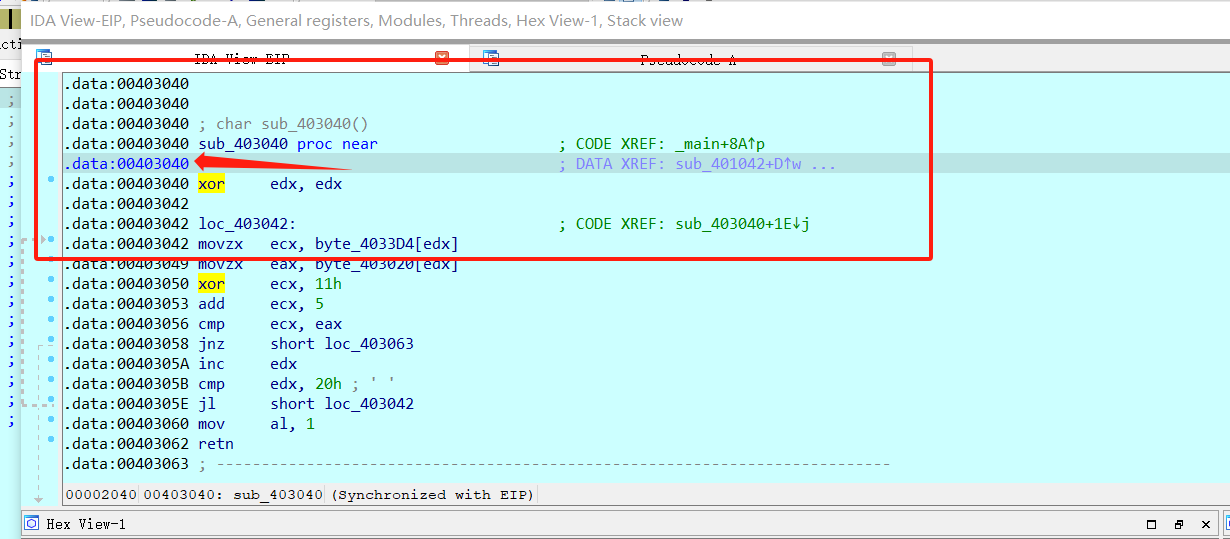 IDA View-EIP, Pseudocode-A, General registers, Modules, Threads, Hex View-1, Stack view
IDA View-EIP
Pseudocode-A
.data:00403040
.data:00403040
.data:00403040 ; char sub_403040()
.data:00403040 sub_403040 proc near ; CODE XREF: _main+8A↑p
.data:00403040 ; DATA XREF: sub_401042+D↑w ...
.data:00403040 xor edx, edx
.data:00403042
.data:00403042 loc_403042: ; CODE XREF: sub_403040+1E↓j
.data:00403042 movzx ecx, byte_4033D4[edx]
.data:00403049 movzx eax, byte_403020[edx]
.data:00403050 xor ecx, 11h
.data:00403053 add ecx, 5
.data:00403056 cmp ecx, eax
.data:00403058 jnz short loc_403063
.data:0040305A inc edx
.data:0040305B cmp edx, 20h ; ' '
.data:0040305E jl short loc_403042
.data:00403060 mov al, 1
.data:00403062 retn
.data:00403063 ; ---------------------------------------------------------------------------
00002040 00403040: sub_403040 (Synchronized with EIP)
Hex View-1